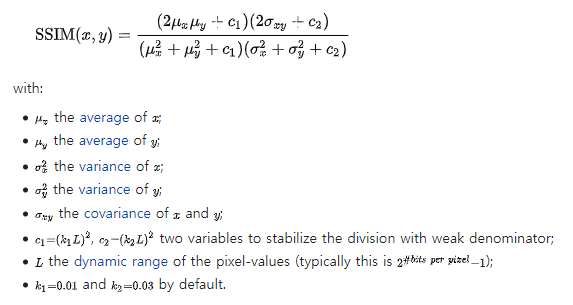 SSIM(x, y) = (2μxμy + c1)(2σxy + c2) / (μx² + μy² + c1)(σx² + σy² + c2)
with:
• μx the average of x;
• μy the average of y;
• σx² the variance of x;
• σy² the variance of y;
• σxy the covariance of x and y;
• c1=(k1L)², c2=(k2L)² two variables to stabilize the division with weak denominator;
• L the dynamic range of the pixel-values (typically this is 2^#bits per pixel −1);
• k1=0.01 and k2=0.03 by default.